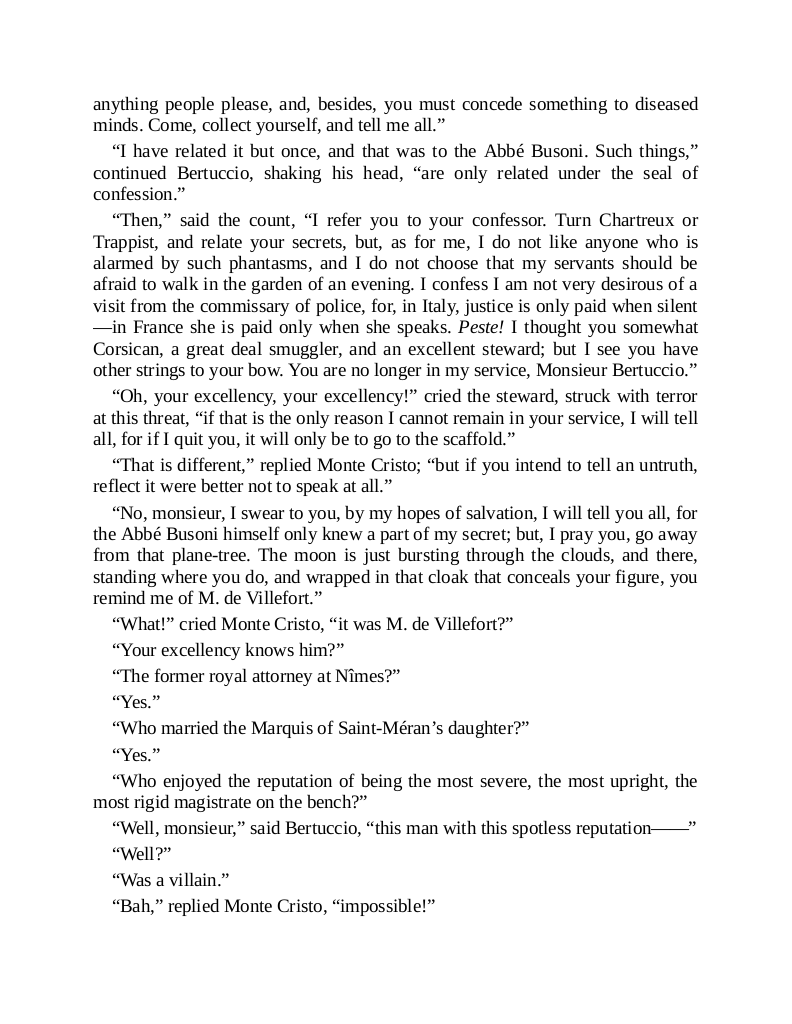 anything people please, and, besides, you must concede something to diseased
minds. Come, collect yourself, and tell me all.”
“I have related it but once, and that was to the Abbé Busoni. Such things,”
continued Bertuccio, shaking his head, “are only related under the seal of
confession.”
“Then,” said the count, “I refer you to your confessor. Turn Chartreux or
Trappist, and relate your secrets, but, as for me, I do not like anyone who is
alarmed by such phantasms, and I do not choose that my servants should be
afraid to walk in the garden of an evening. I confess I am not very desirous of a
visit from the commissary of police, for, in Italy, justice is only paid when silent
—in France she is paid only when she speaks. Peste! I thought you somewhat
Corsican, a great deal smuggler, and an excellent steward; but I see you have
other strings to your bow. You are no longer in my service, Monsieur Bertuccio.”
“Oh, your excellency, your excellency!” cried the steward, struck with terror
at this threat, “if that is the only reason I cannot remain in your service, I will tell
all, for if I quit you, it will only be to go to the scaffold.”
“That is different,” replied Monte Cristo; “but if you intend to tell an untruth,
reflect it were better not to speak at all.”
“No, monsieur, I swear to you, by my hopes of salvation, I will tell you all, for
the Abbé Busoni himself only knew a part of my secret; but, I pray you, go away
from that plane-tree. The moon is just bursting through the clouds, and there,
standing where you do, and wrapped in that cloak that conceals your figure, you
remind me of M. de Villefort.”
“What!” cried Monte Cristo, “it was M. de Villefort?”
“Your excellency knows him?”
“The former royal attorney at Nîmes?”
“Yes.”
“Who married the Marquis of Saint-Méran’s daughter?”
“Yes.”
“Who enjoyed the reputation of being the most severe, the most upright, the
most rigid magistrate on the bench?”
“Well, monsieur,” said Bertuccio, “this man with this spotless reputation——”
“Well?”
“Was a villain.”
“Bah,” replied Monte Cristo, “impossible!”